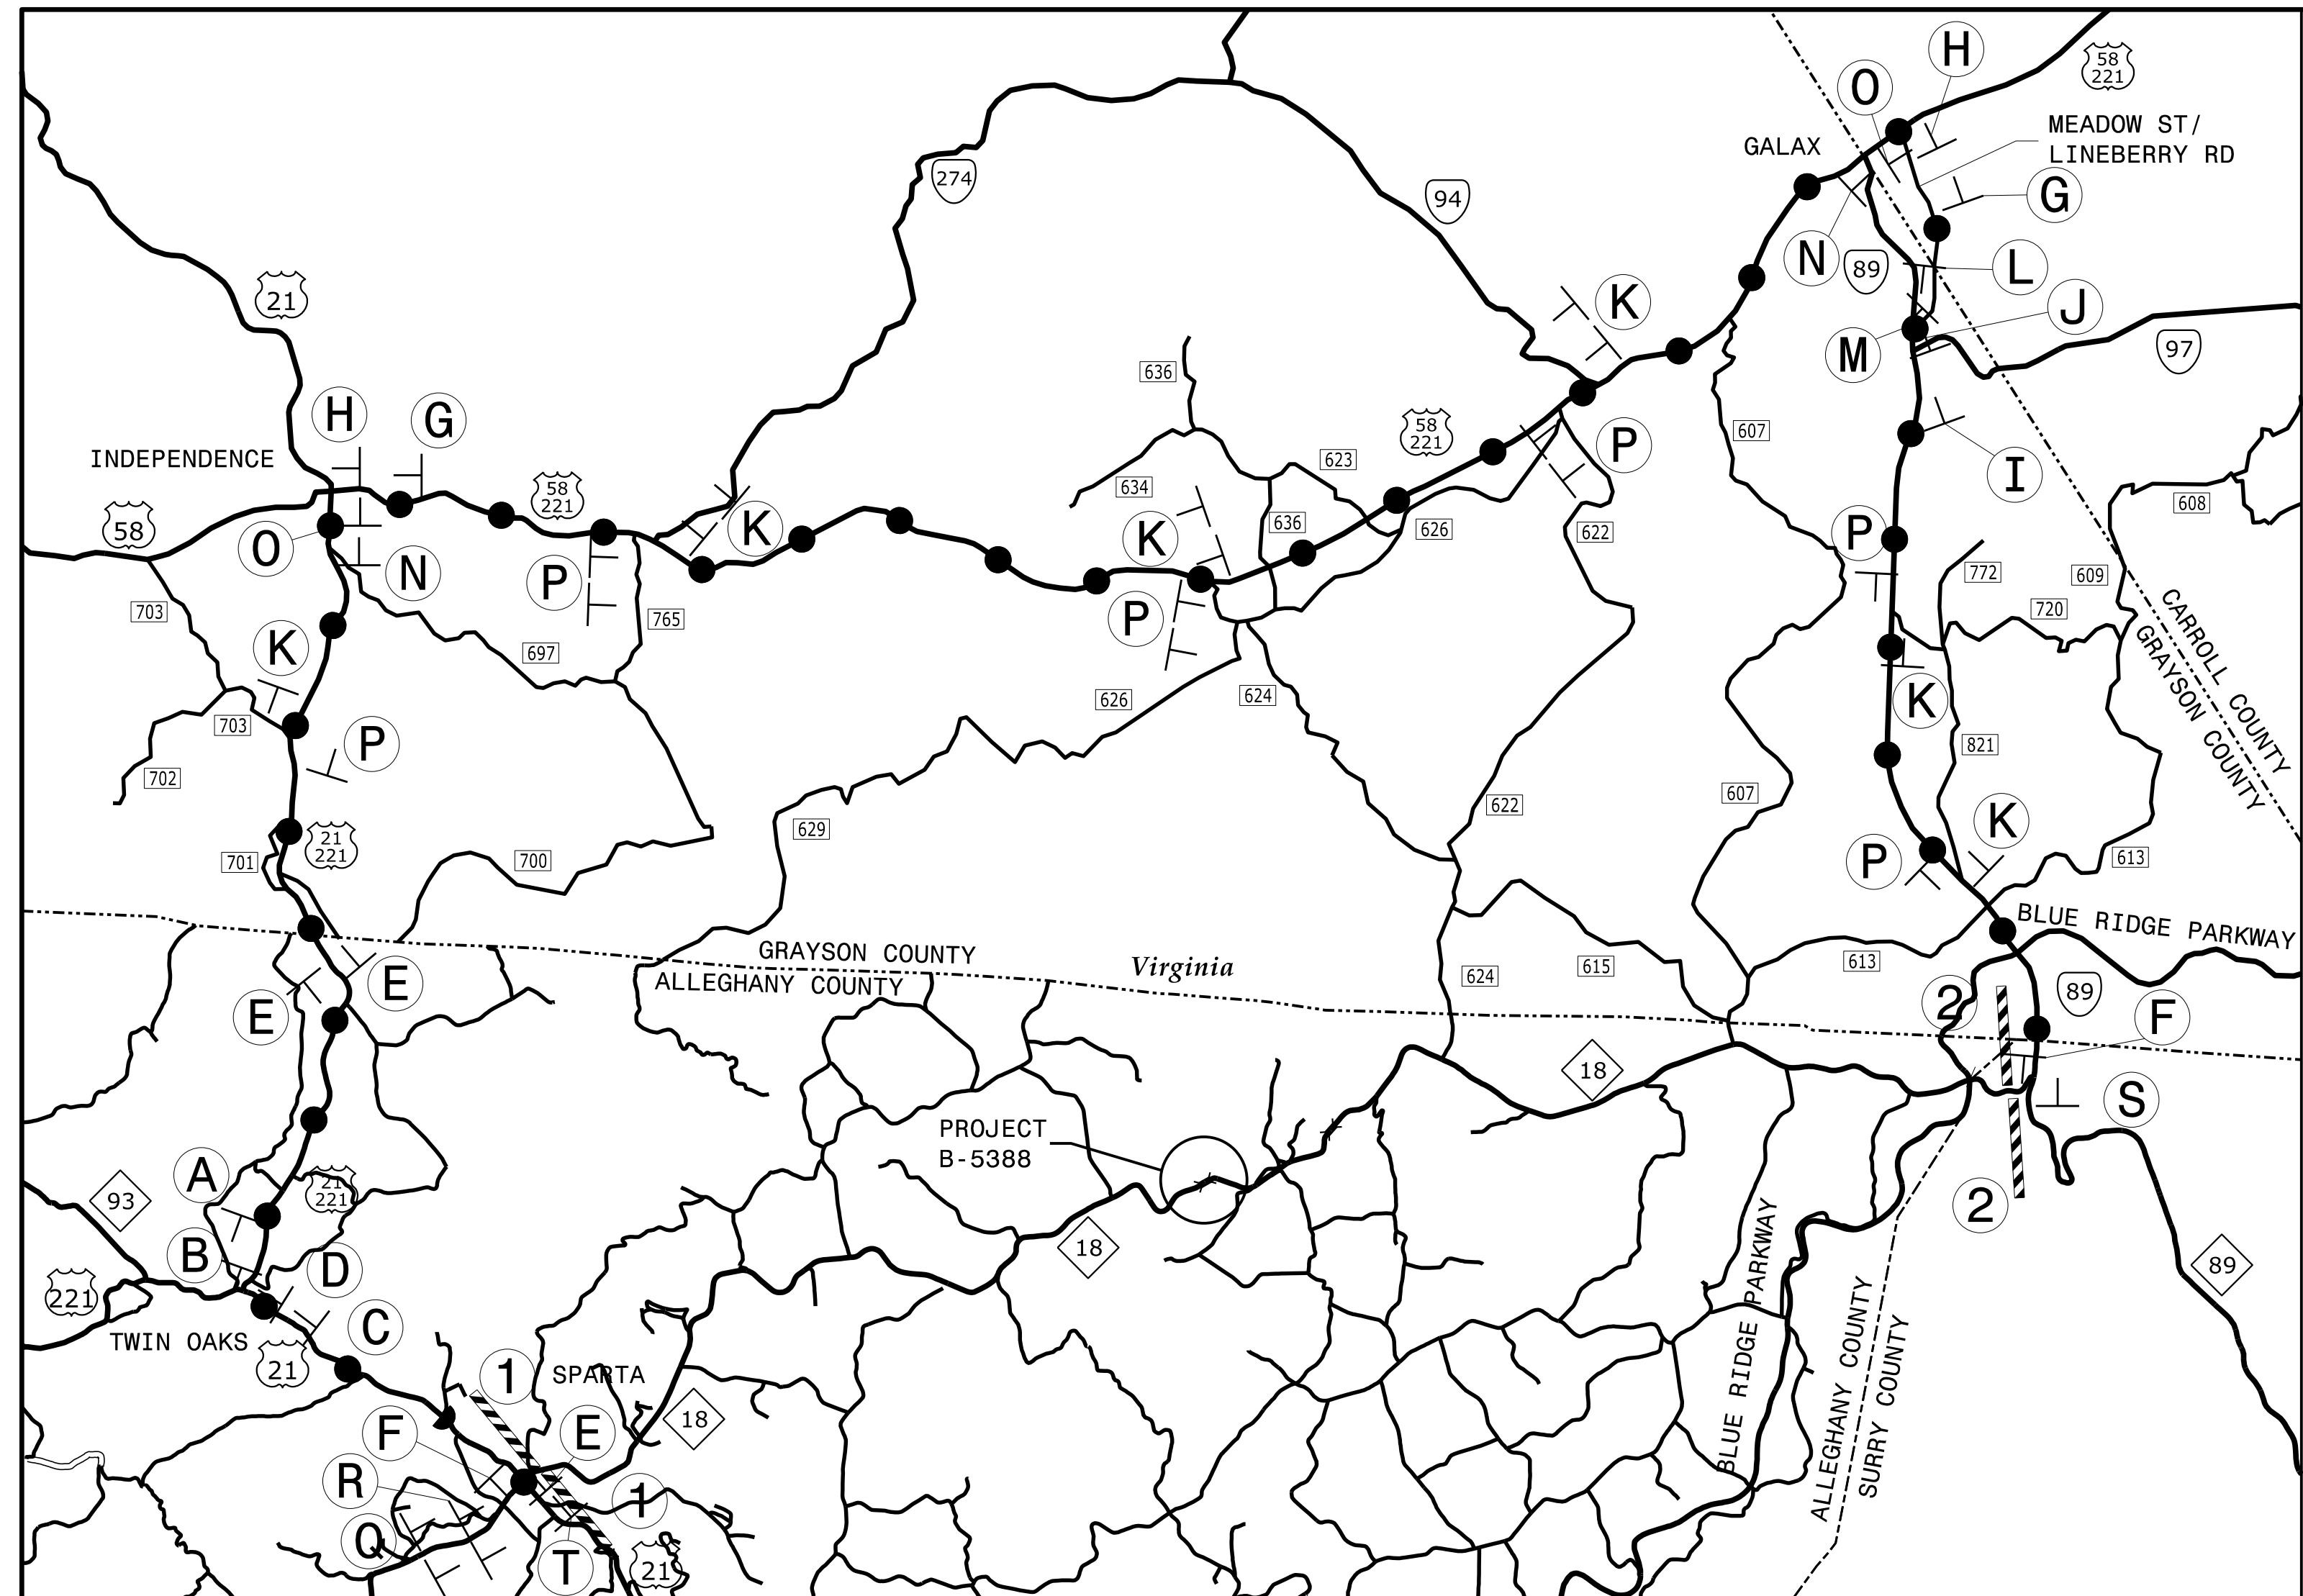 H
58
221
O
MEADOW ST/
LINEBERRY RD
GALAX
274
94
G
N
89
L
21
K
J
M
97
H
G
636
58
221
P
607
INDEPENDENCE
623
I
58
221
634
K
K
636
626
622
608
58
O
N
P
P
765
P
772
609
720
703
K
697
626
624
K
CARROLL COUNTY
GRAYSON COUNTY
703
P
821
702
607
622
K
629
21
221
701
700
P
613
BLUE RIDGE PARKWAY
GRAYSON COUNTY
Virginia
ALLEGHANY COUNTY
624
615
613
E
E
2
89
F
18
S
PROJECT
B-5388
A
21
221
93
2
B
D
18
BLUE RIDGE PARKWAY
ALLEGHANY COUNTY
SURRY COUNTY
89
221
TWIN OAKS
C
21
1
SPARTA
18
F
E
R
1
Q
T
21